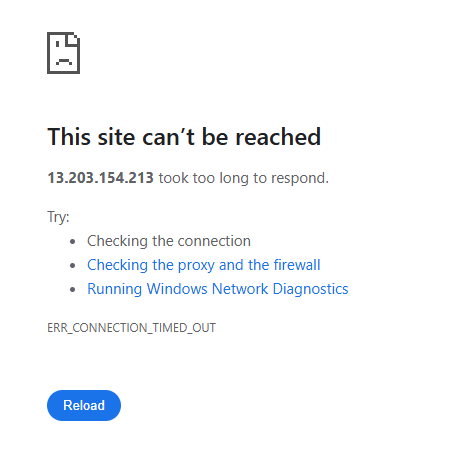 This site can’t be reached
13.203.154.213 took too long to respond.
Try:
Checking the connection
Checking the proxy and the firewall
Running Windows Network Diagnostics
ERR_CONNECTION_TIMED_OUT
Reload